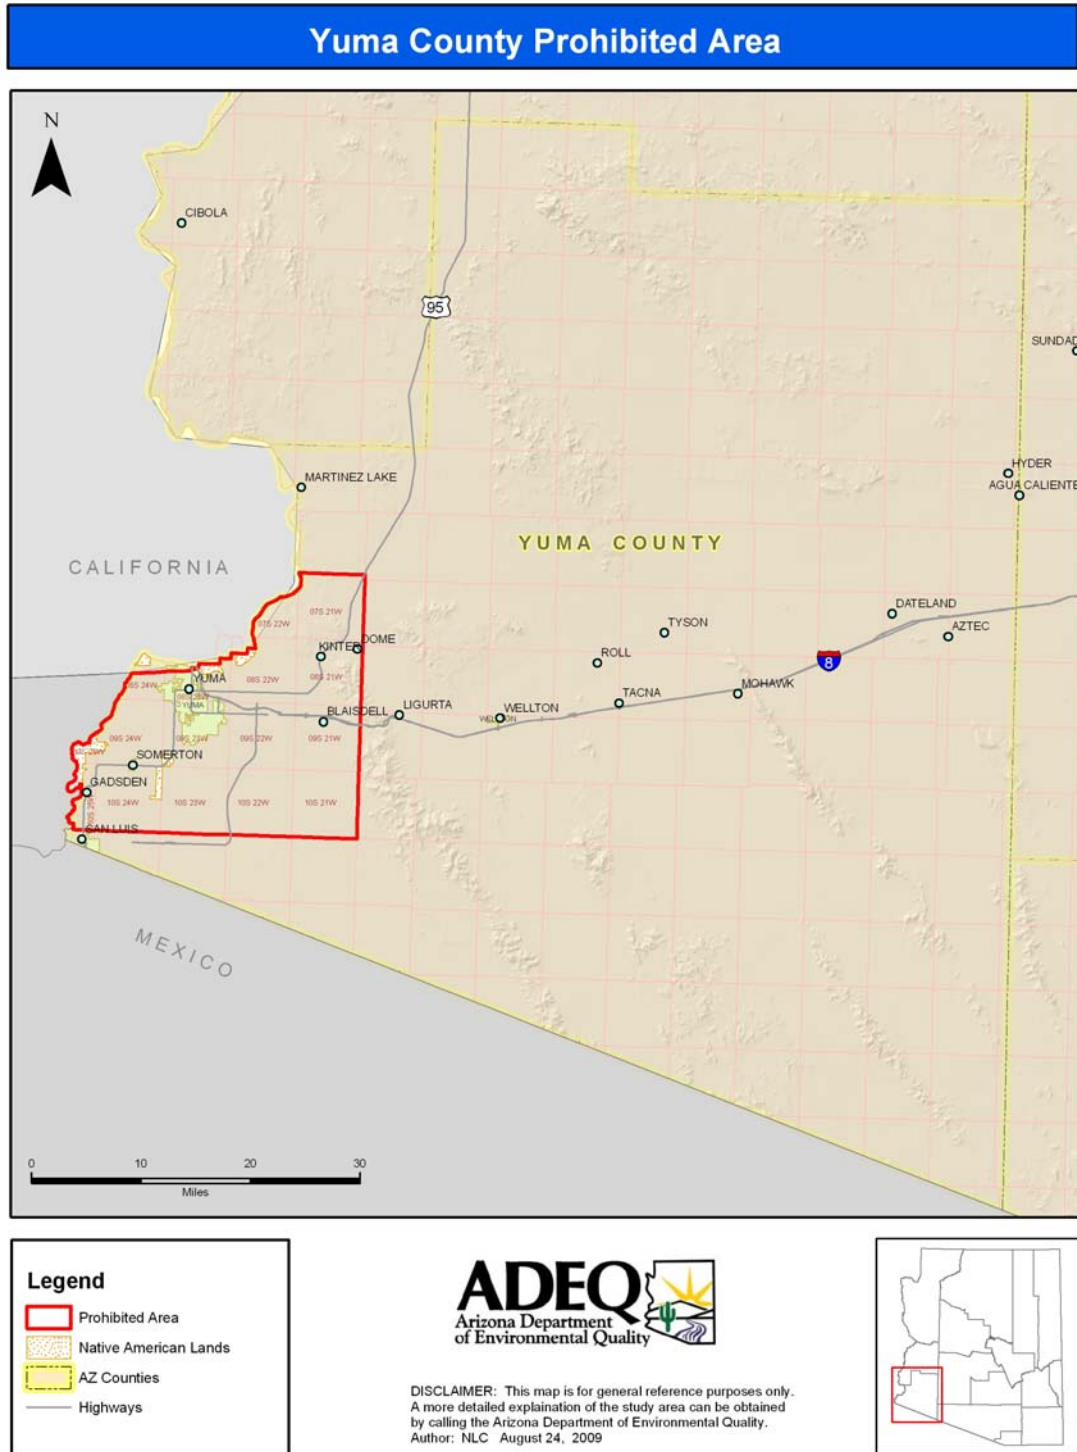 Yuma County Prohibited Area
N
CIBOLA
95
SUNDAD
MARTINEZ LAKE
HYDER
AGUA CALIENTE
YUMA COUNTY
CALIFORNIA
07S 21W
07S 22W
DATELAND
TYSON
AZTEC
KINTER
DOME
ROLL
8
08S 24W
YUMA
08S 22W
08S 21W
MOHAWK
YUMA
TACNA
LIGURTA
WELLTON
BLAISDELL
WELLTON
09S 24W
09S 23W
09S 22W
09S 21W
SOMERTON
GADSDEN
10S 25W
10S 24W
10S 23W
10S 22W
10S 21W
SAN LUIS
MEXICO
0 10 20 30
Miles
Legend
Prohibited Area
Native American Lands
AZ Counties
Highways
ADEQ
Arizona Department
of Environmental Quality
DISCLAIMER: This map is for general reference purposes only.
A more detailed explaination of the study area can be obtained
by calling the Arizona Department of Environmental Quality.
Author: NLC August 24, 2009